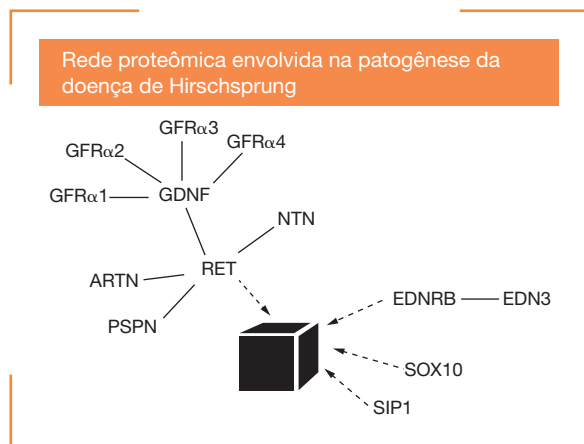 Rede proteômica envolvida na patogênese da
doença de Hirschsprung
GFRα3
GFRα2
GFRα4
GFRα1
GDNF
NTN
RET
ARTN
EDNRB
EDN3
PSPN
SOX10
SIP1